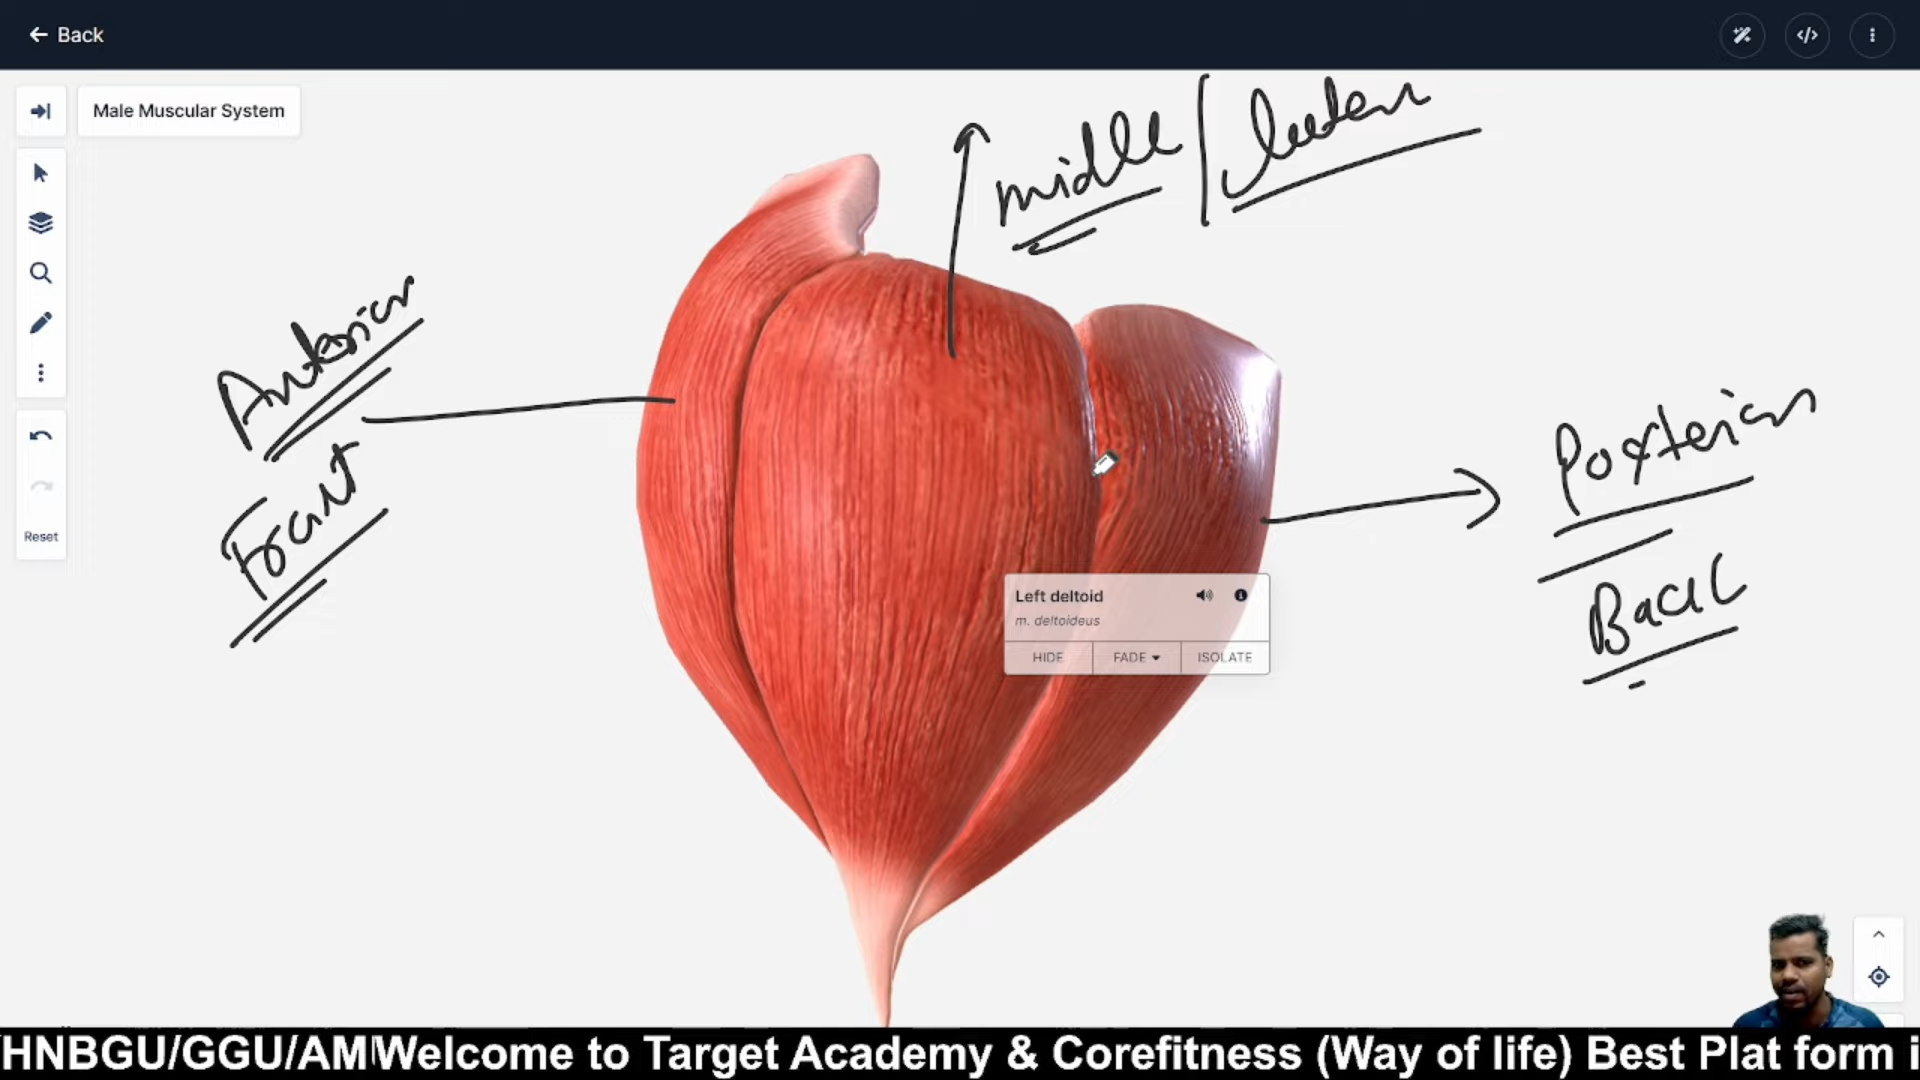 Back
Male Muscular System
middle/
Anterior
Front
Posterior
Back
Left deltoid
m. deltoideus
HIDE
FADE
ISOLATE
Reset
HNBGU/GGU/AM Welcome to Target Academy & Corefitness (Way of life) Best Plat form i